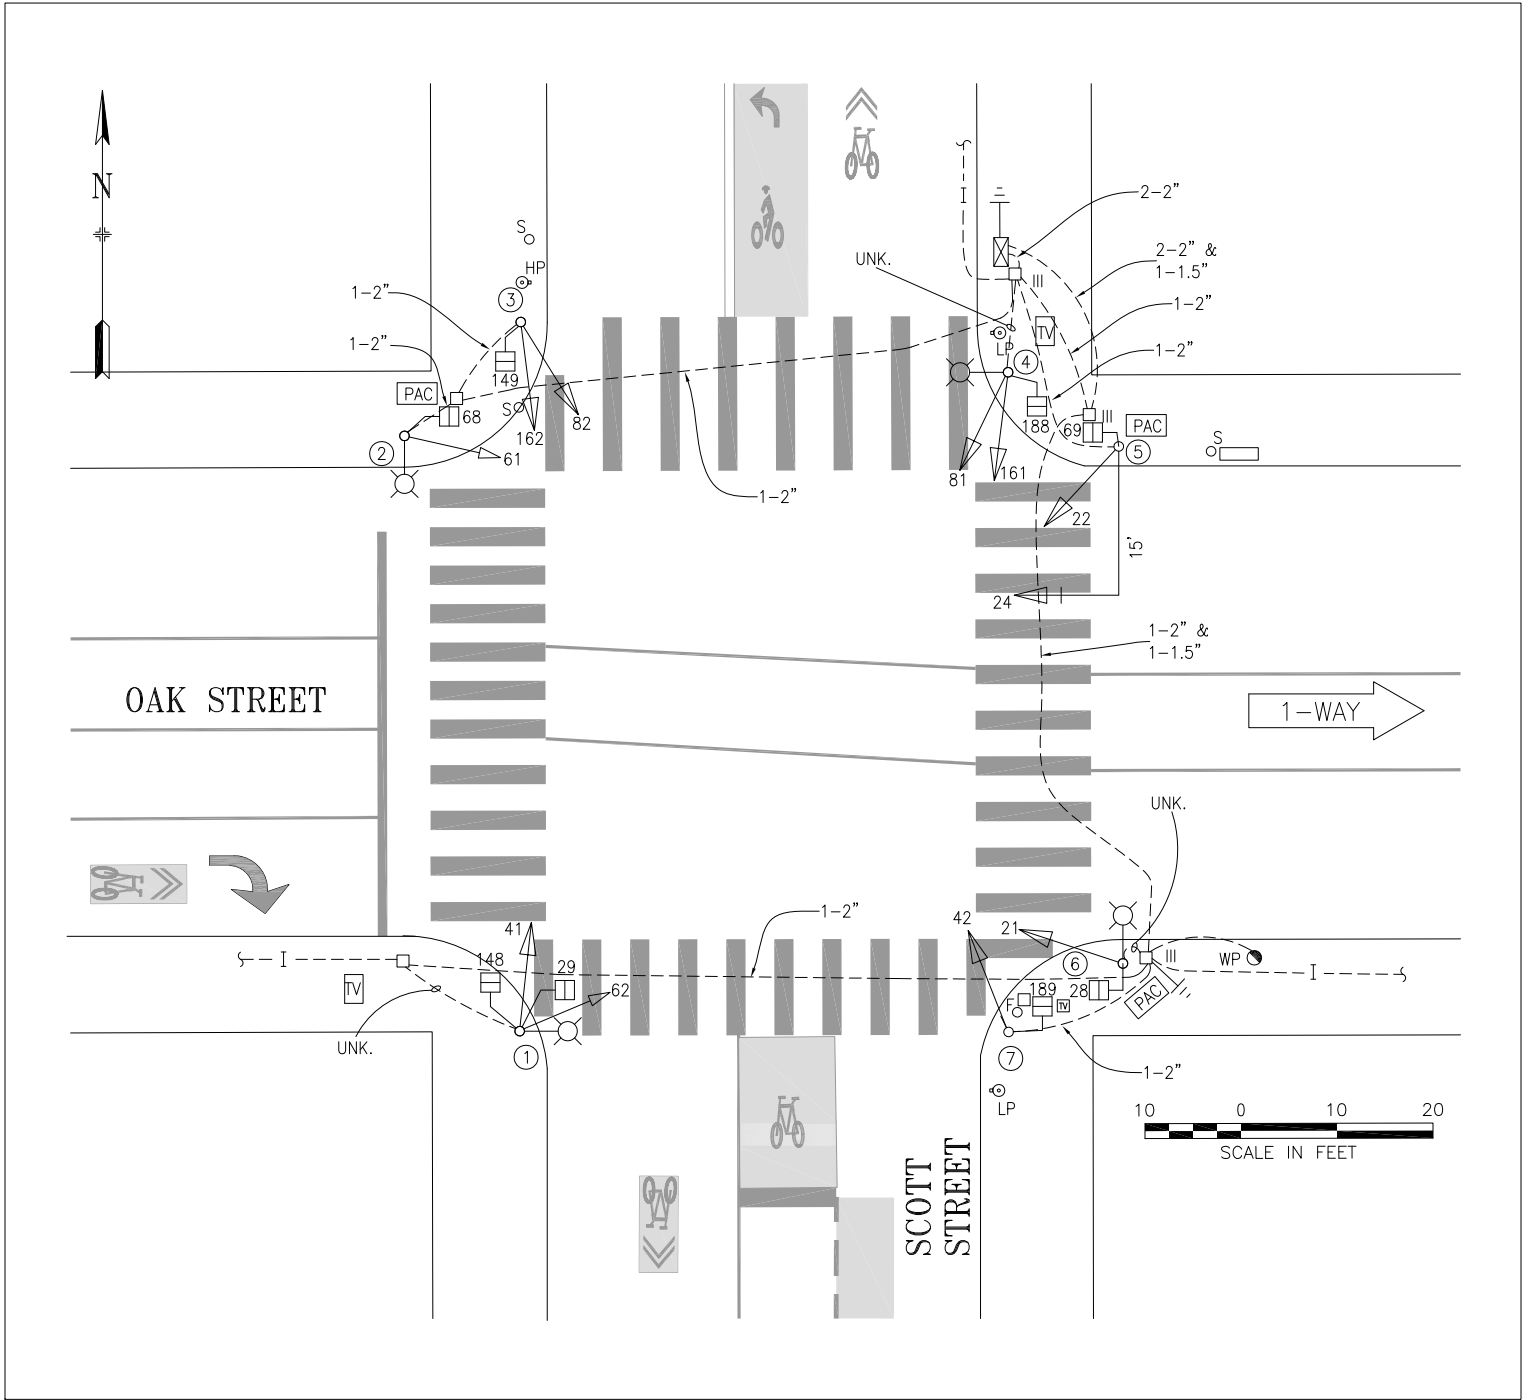 N
2-2"
S
2-2" &
1-1.5"
UNK.
HP
III
1-2"
3
1-2"
TV
1-2"
LP
1-2"
4
149
PAC
188
S
68
82
III
69
PAC
162
S
2
61
5
81
161
1-2"
22
15'
24
1-2" &
1-1.5"
OAK STREET
1-WAY
UNK.
1-2"
42
21
41
I
148
29
6
III
WP
I
TV
62
28
189
TV
PAC
F
UNK.
1
7
1-2"
LP
10 0 10 20
SCALE IN FEET
SCOTT
STREET
I